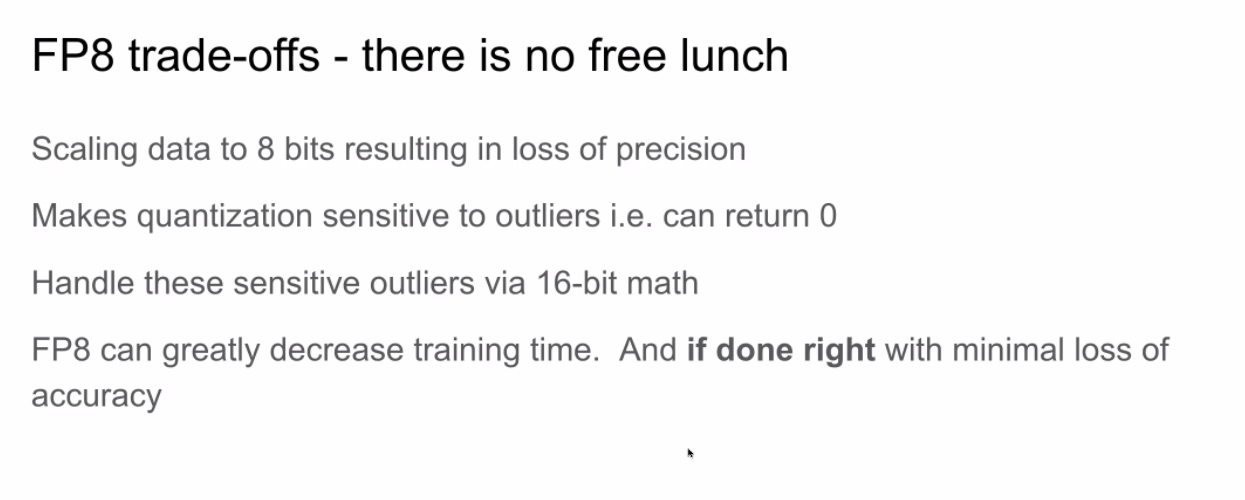 FP8 trade-offs - there is no free lunch
Scaling data to 8 bits resulting in loss of precision
Makes quantization sensitive to outliers i.e. can return 0
Handle these sensitive outliers via 16-bit math
FP8 can greatly decrease training time.  And if done right with minimal loss of
accuracy